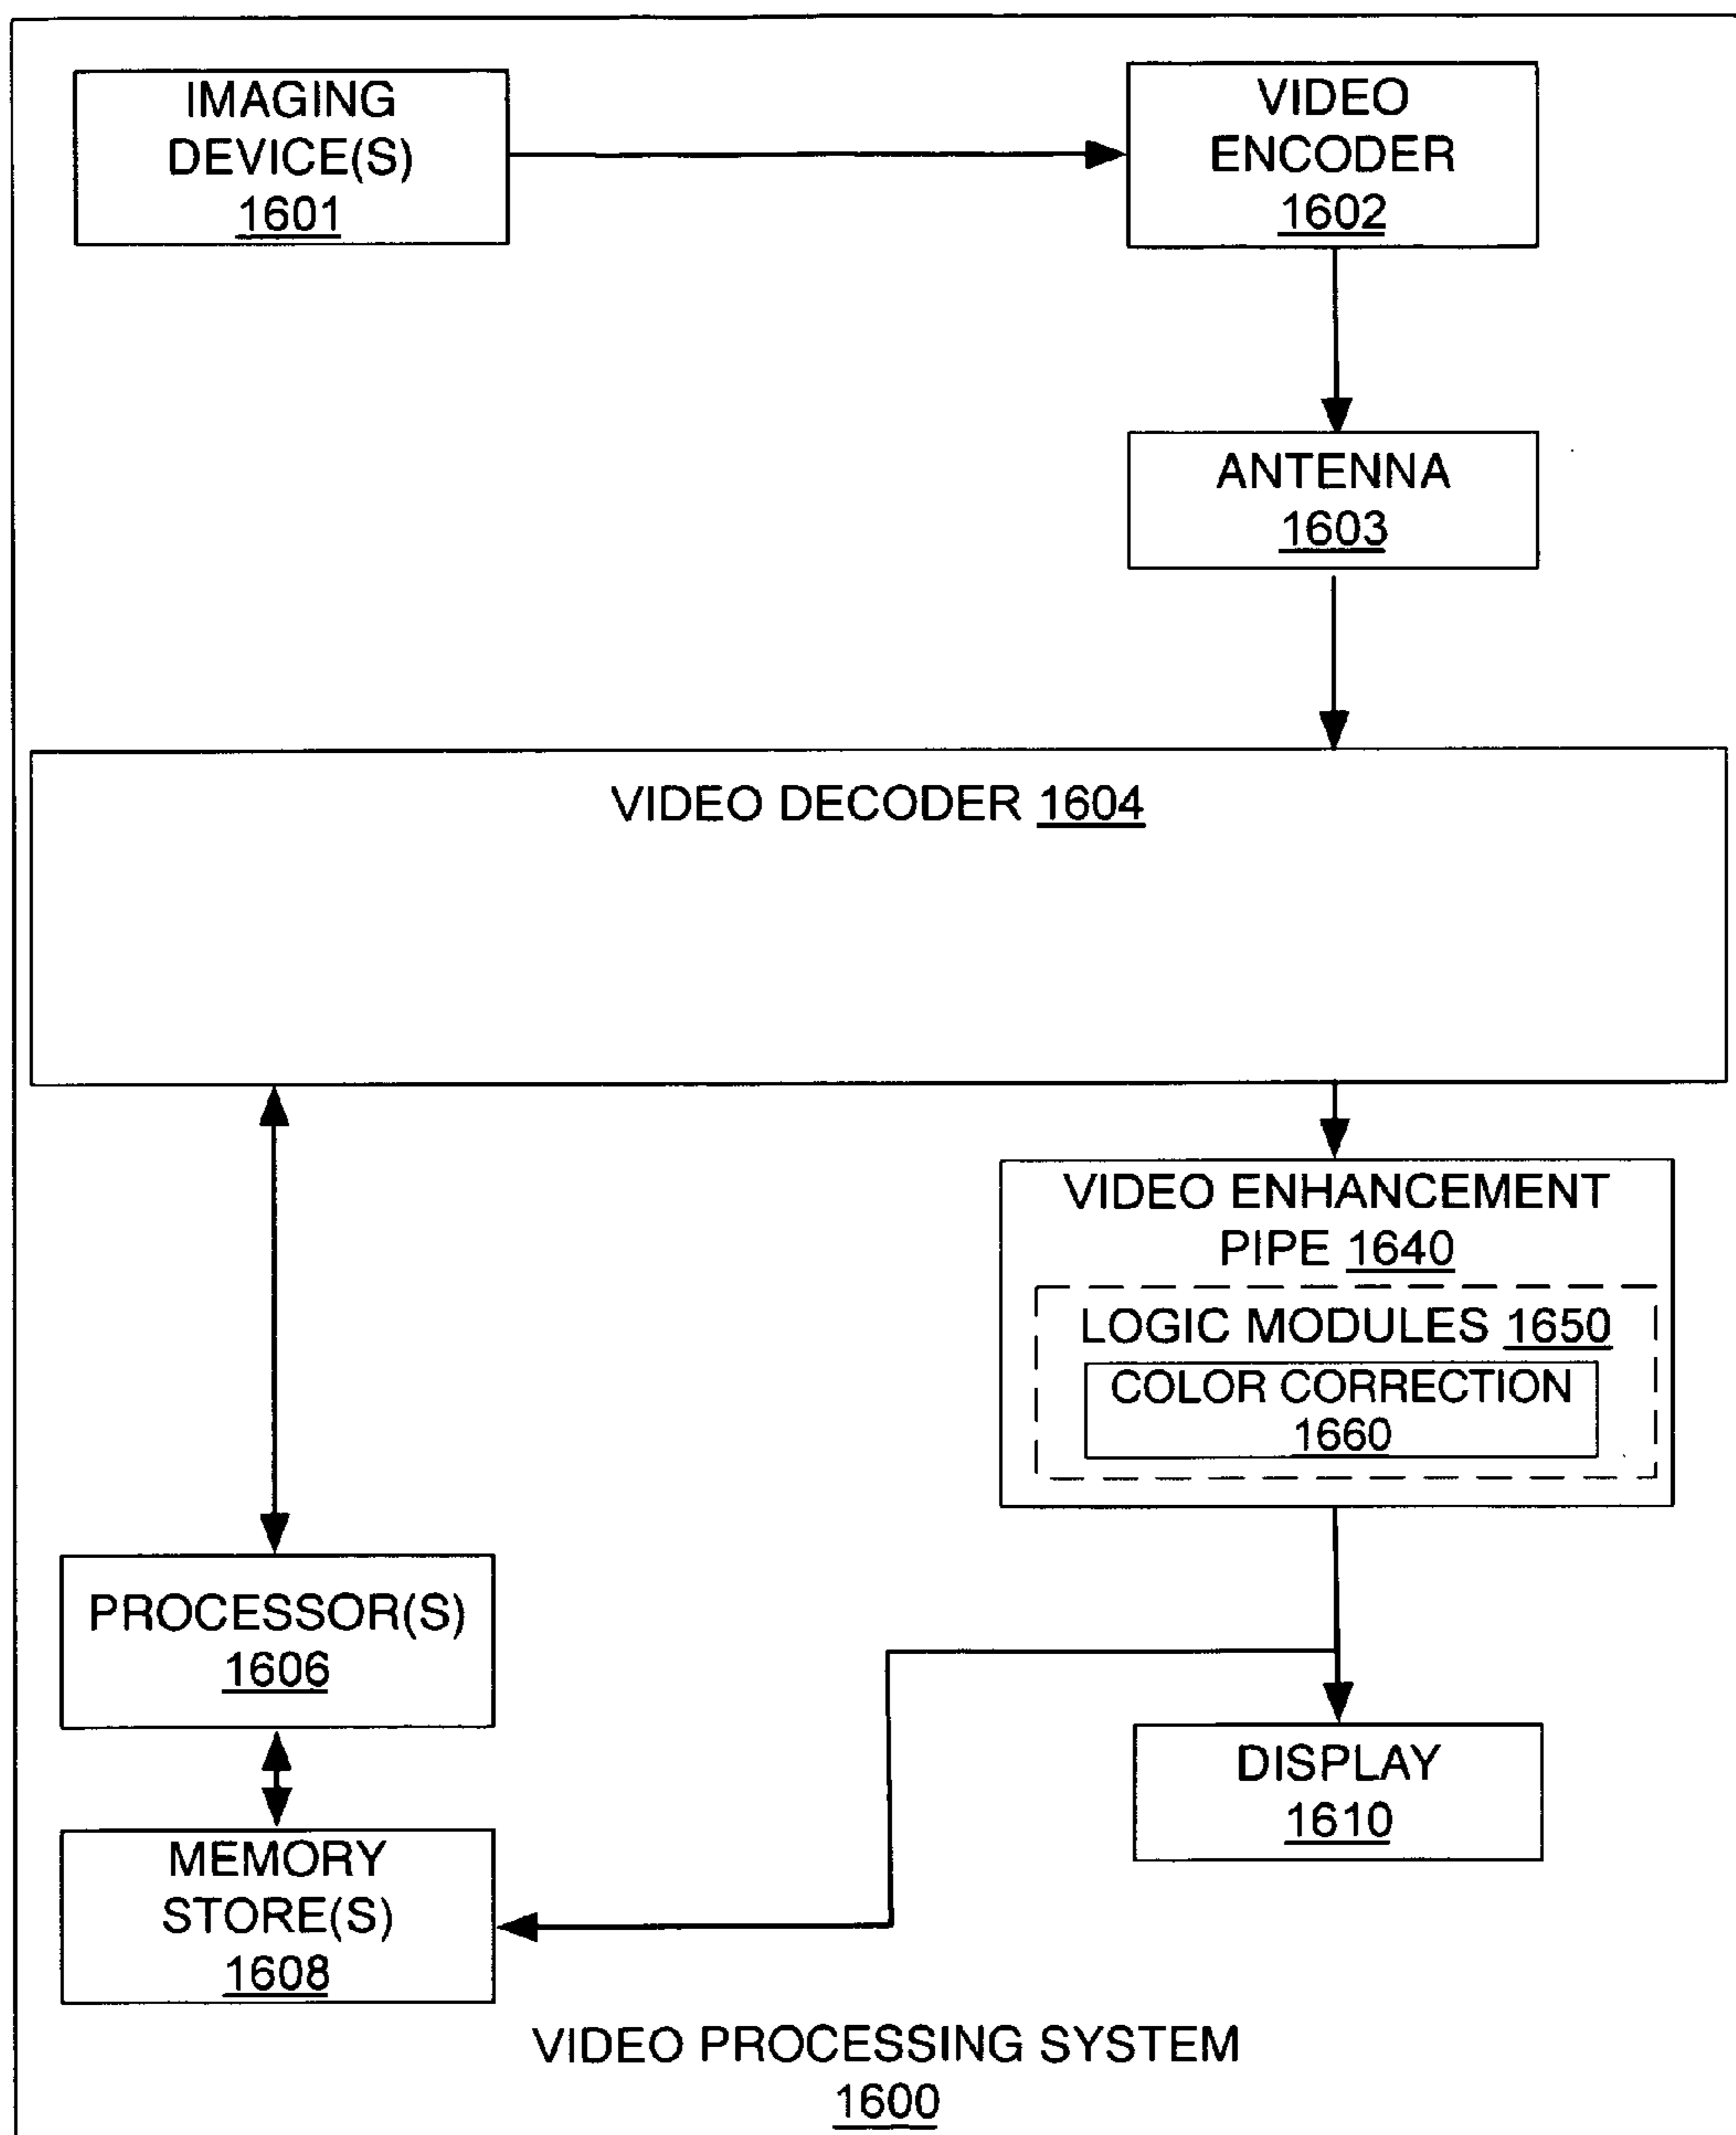 IMAGING
DEVICE(S)
1601
VIDEO
ENCODER
1602
ANTENNA
1603
VIDEO DECODER 1604
VIDEO ENHANCEMENT
PIPE 1640
LOGIC MODULES 1650
COLOR CORRECTION
1660
PROCESSOR(S)
1606
MEMORY
STORE(S)
1608
DISPLAY
1610
VIDEO PROCESSING SYSTEM
1600